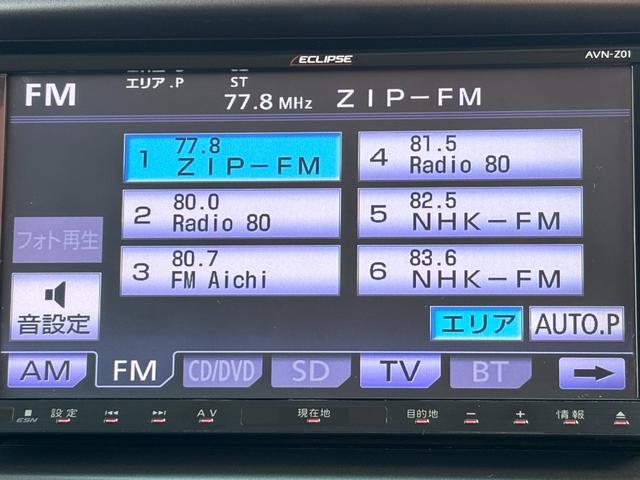 ECLIPSE
AVN-Z01
エリア.P
ST
FM
77.8 MHz
ZIP-FM
1 77.8 ZIP-FM
4 81.5 Radio 80
2 80.0 Radio 80
5 82.5 NHK-FM
3 80.7 FM Aichi
6 83.6 NHK-FM
フォト再生
音設定
エリア
AUTO.P
AM
FM
CD/DVD
SD
TV
BT
ESN
設定
AV
現在地
目的地
−
+
情報